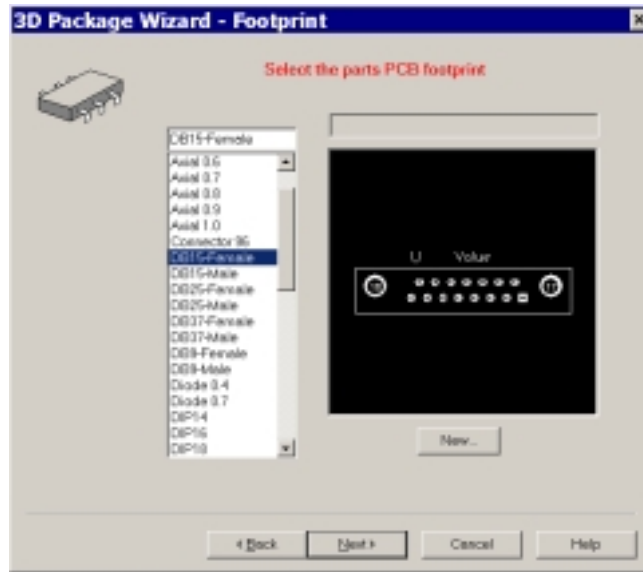 3D Package Wizard - Footprint
Select the parts PCB footprint
DB15-Female
Axial 0.6
Axial 0.7
Axial 0.8
Axial 0.9
Axial 1.0
Connector 96
DB15-Female
DB15-Male
DB25-Female
DB25-Male
DB37-Female
DB37-Male
DB9-Female
DB9-Male
Diode 0.4
Diode 0.7
DIP14
DIP16
DIP18
U Value
New...
< Back
Next >
Cancel
Help